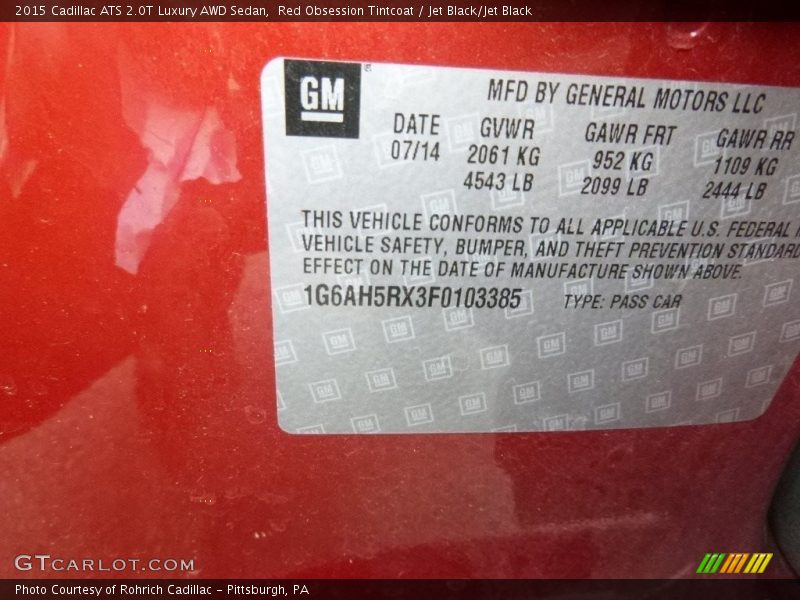 2015 Cadillac ATS 2.0T Luxury AWD Sedan, Red Obsession Tintcoat / Jet Black/Jet Black
GM
MFD BY GENERAL MOTORS LLC
DATE GVWR GAWR FRT GAWR RR
07/14 2061 KG 952 KG 1109 KG
4543 LB 2099 LB 2444 LB
THIS VEHICLE CONFORMS TO ALL APPLICABLE U.S. FEDERAL
VEHICLE SAFETY, BUMPER, AND THEFT PREVENTION STANDARD
EFFECT ON THE DATE OF MANUFACTURE SHOWN ABOVE.
1G6AH5RX3F0103385 TYPE: PASS CAR
GTCARLOT.COM
Photo Courtesy of Rohrich Cadillac - Pittsburgh, PA